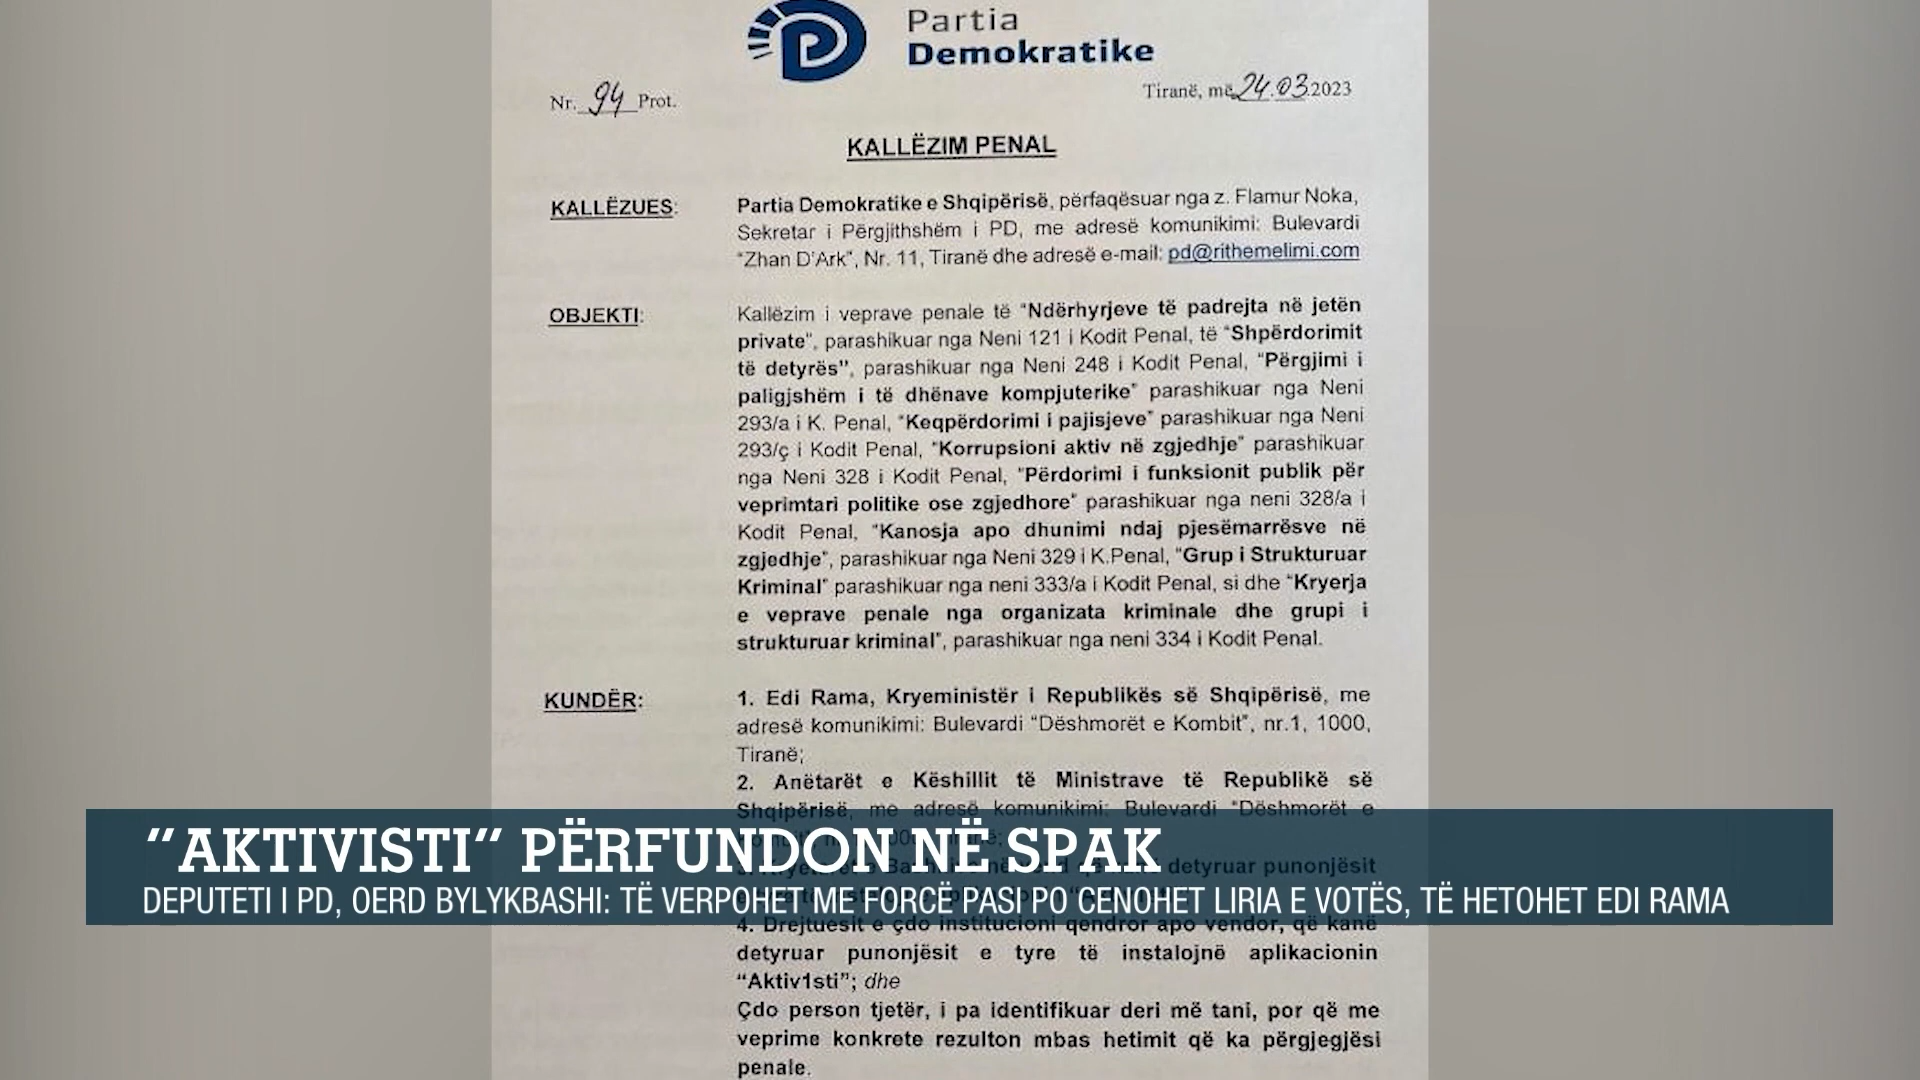 Partia
Demokratike
Nr. 94 Prot.
Tiranë, më 24.03.2023
KALLËZIM PENAL
KALLËZUES:
Partia Demokratike e Shqipërisë, përfaqësuar nga z. Flamur Noka,
Sekretar i Përgjithshëm i PD, me adresë komunikimi: Bulevardi
"Zhan D'Ark", Nr. 11, Tiranë dhe adresë e-mail: pd@rithemelimi.com
OBJEKTI:
Kallëzim i veprave penale të "Ndërhyrjeve të padrejta në jetën
private", parashikuar nga Neni 121 i Kodit Penal, të "Shpërdorimit
të detyrës", parashikuar nga Neni 248 i Kodit Penal, "Përgjimi i
paligjshëm i të dhënave kompjuterike" parashikuar nga Neni
293/a i K. Penal, "Keqpërdorimi i pajisjeve" parashikuar nga Neni
293/ç i Kodit Penal, "Korrupsioni aktiv në zgjedhje" parashikuar
nga Neni 328 i Kodit Penal, "Përdorimi i funksionit publik për
veprimtari politike ose zgjedhore" parashikuar nga neni 328/a i
Kodit Penal, "Kanosja apo dhunimi ndaj pjesëmarrësve në
zgjedhje", parashikuar nga Neni 329 i K.Penal, "Grup i Strukturuar
Kriminal" parashikuar nga neni 333/a i Kodit Penal, si dhe "Kryerja
e veprave penale nga organizata kriminale dhe grupi i
strukturuar kriminal", parashikuar nga neni 334 i Kodit Penal.
KUNDËR:
1. Edi Rama, Kryeministër i Republikës së Shqipërisë, me
adresë komunikimi: Bulevardi "Dëshmorët e Kombit", nr.1, 1000,
Tiranë;
2. Anëtarët e Këshillit të Ministrave të Republikë së
Shqipërisë, me adresë komunikimi: Bulevardi "Dëshmorët e
"AKTIVISTI" PËRFUNDON NË SPAK
detyruar punonjësit
DEPUTETI I PD, OERD BYLYKBASHI: TË VERPOHET ME FORCË PASI PO CENOHET LIRIA E VOTËS, TË HETOHET EDI RAMA
4. Drejtuesit e çdo institucioni qendror apo vendor, që kanë
detyruar punonjësit e tyre të instalojnë aplikacionin
"Aktiv1sti"; dhe
Çdo person tjetër, i pa identifikuar deri më tani, por që me
veprime konkrete rezulton mbas hetimit që ka përgjegjësi
penale.